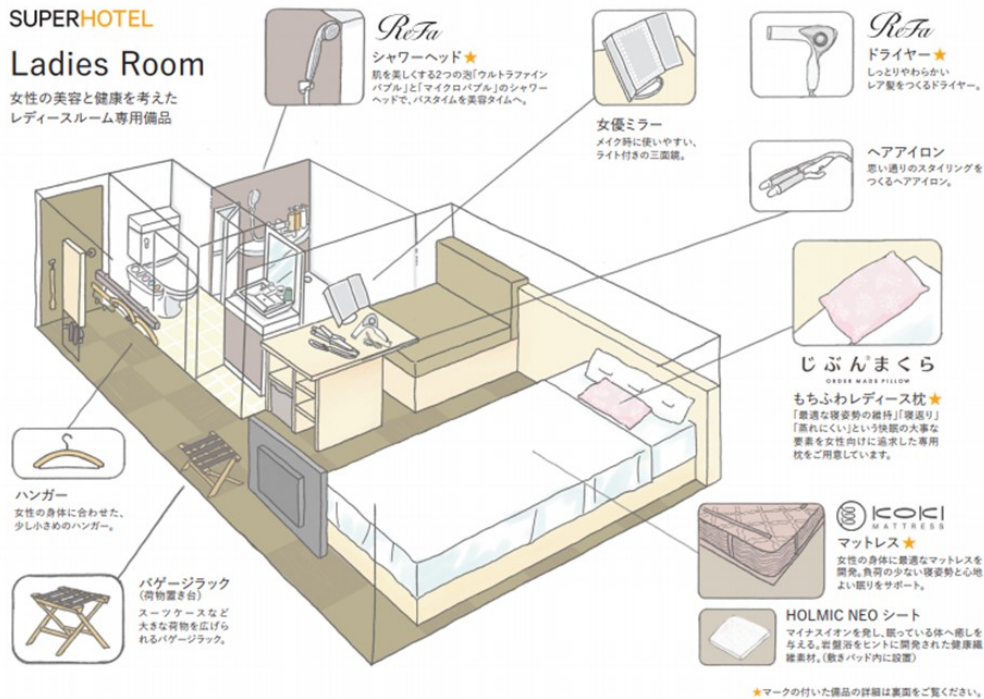 SUPERHOTEL
Ladies Room
女性の美容と健康を考えた
レディースルーム専用備品
ReFa
シャワーヘッド★
肌を美しくする2つの泡「ウルトラファイン
バブル」と「マイクロバブル」のシャワー
ヘッドで、バスタイムを美容タイムへ。
女優ミラー
メイク時に使いやすい、
ライト付きの三面鏡。
ReFa
ドライヤー★
しっとりやわらかい
レア髪をつくるドライヤー。
ヘアアイロン
思い通りのスタイリングを
つくるヘアアイロン。
じぶんまくら
ORDER MADE PILLOW
もちふわレディース枕★
「最適な寝姿勢の維持」「寝返り」
「蒸れにくい」という快眠の大事な
要素を女性向けに追求した専用
枕をご用意しています。
ハンガー
女性の身体に合わせた、
少し小さめのハンガー。
バゲージラック
(荷物置き台)
スーツケースなど
大きな荷物を広げら
れるバゲージラック。
KOKI
MATTRESS
マットレス★
女性の身体に最適なマットレスを
開発。負荷の少ない寝姿勢と心地
よい眠りをサポート。
HOLMIC NEO シート
マイナスイオンを発し、眠っている体へ癒しを
与える。岩盤浴をヒントに開発された健康繊
維素材。(敷きパッド内に設置)
★マークの付いた備品の詳細は裏面をご覧ください。